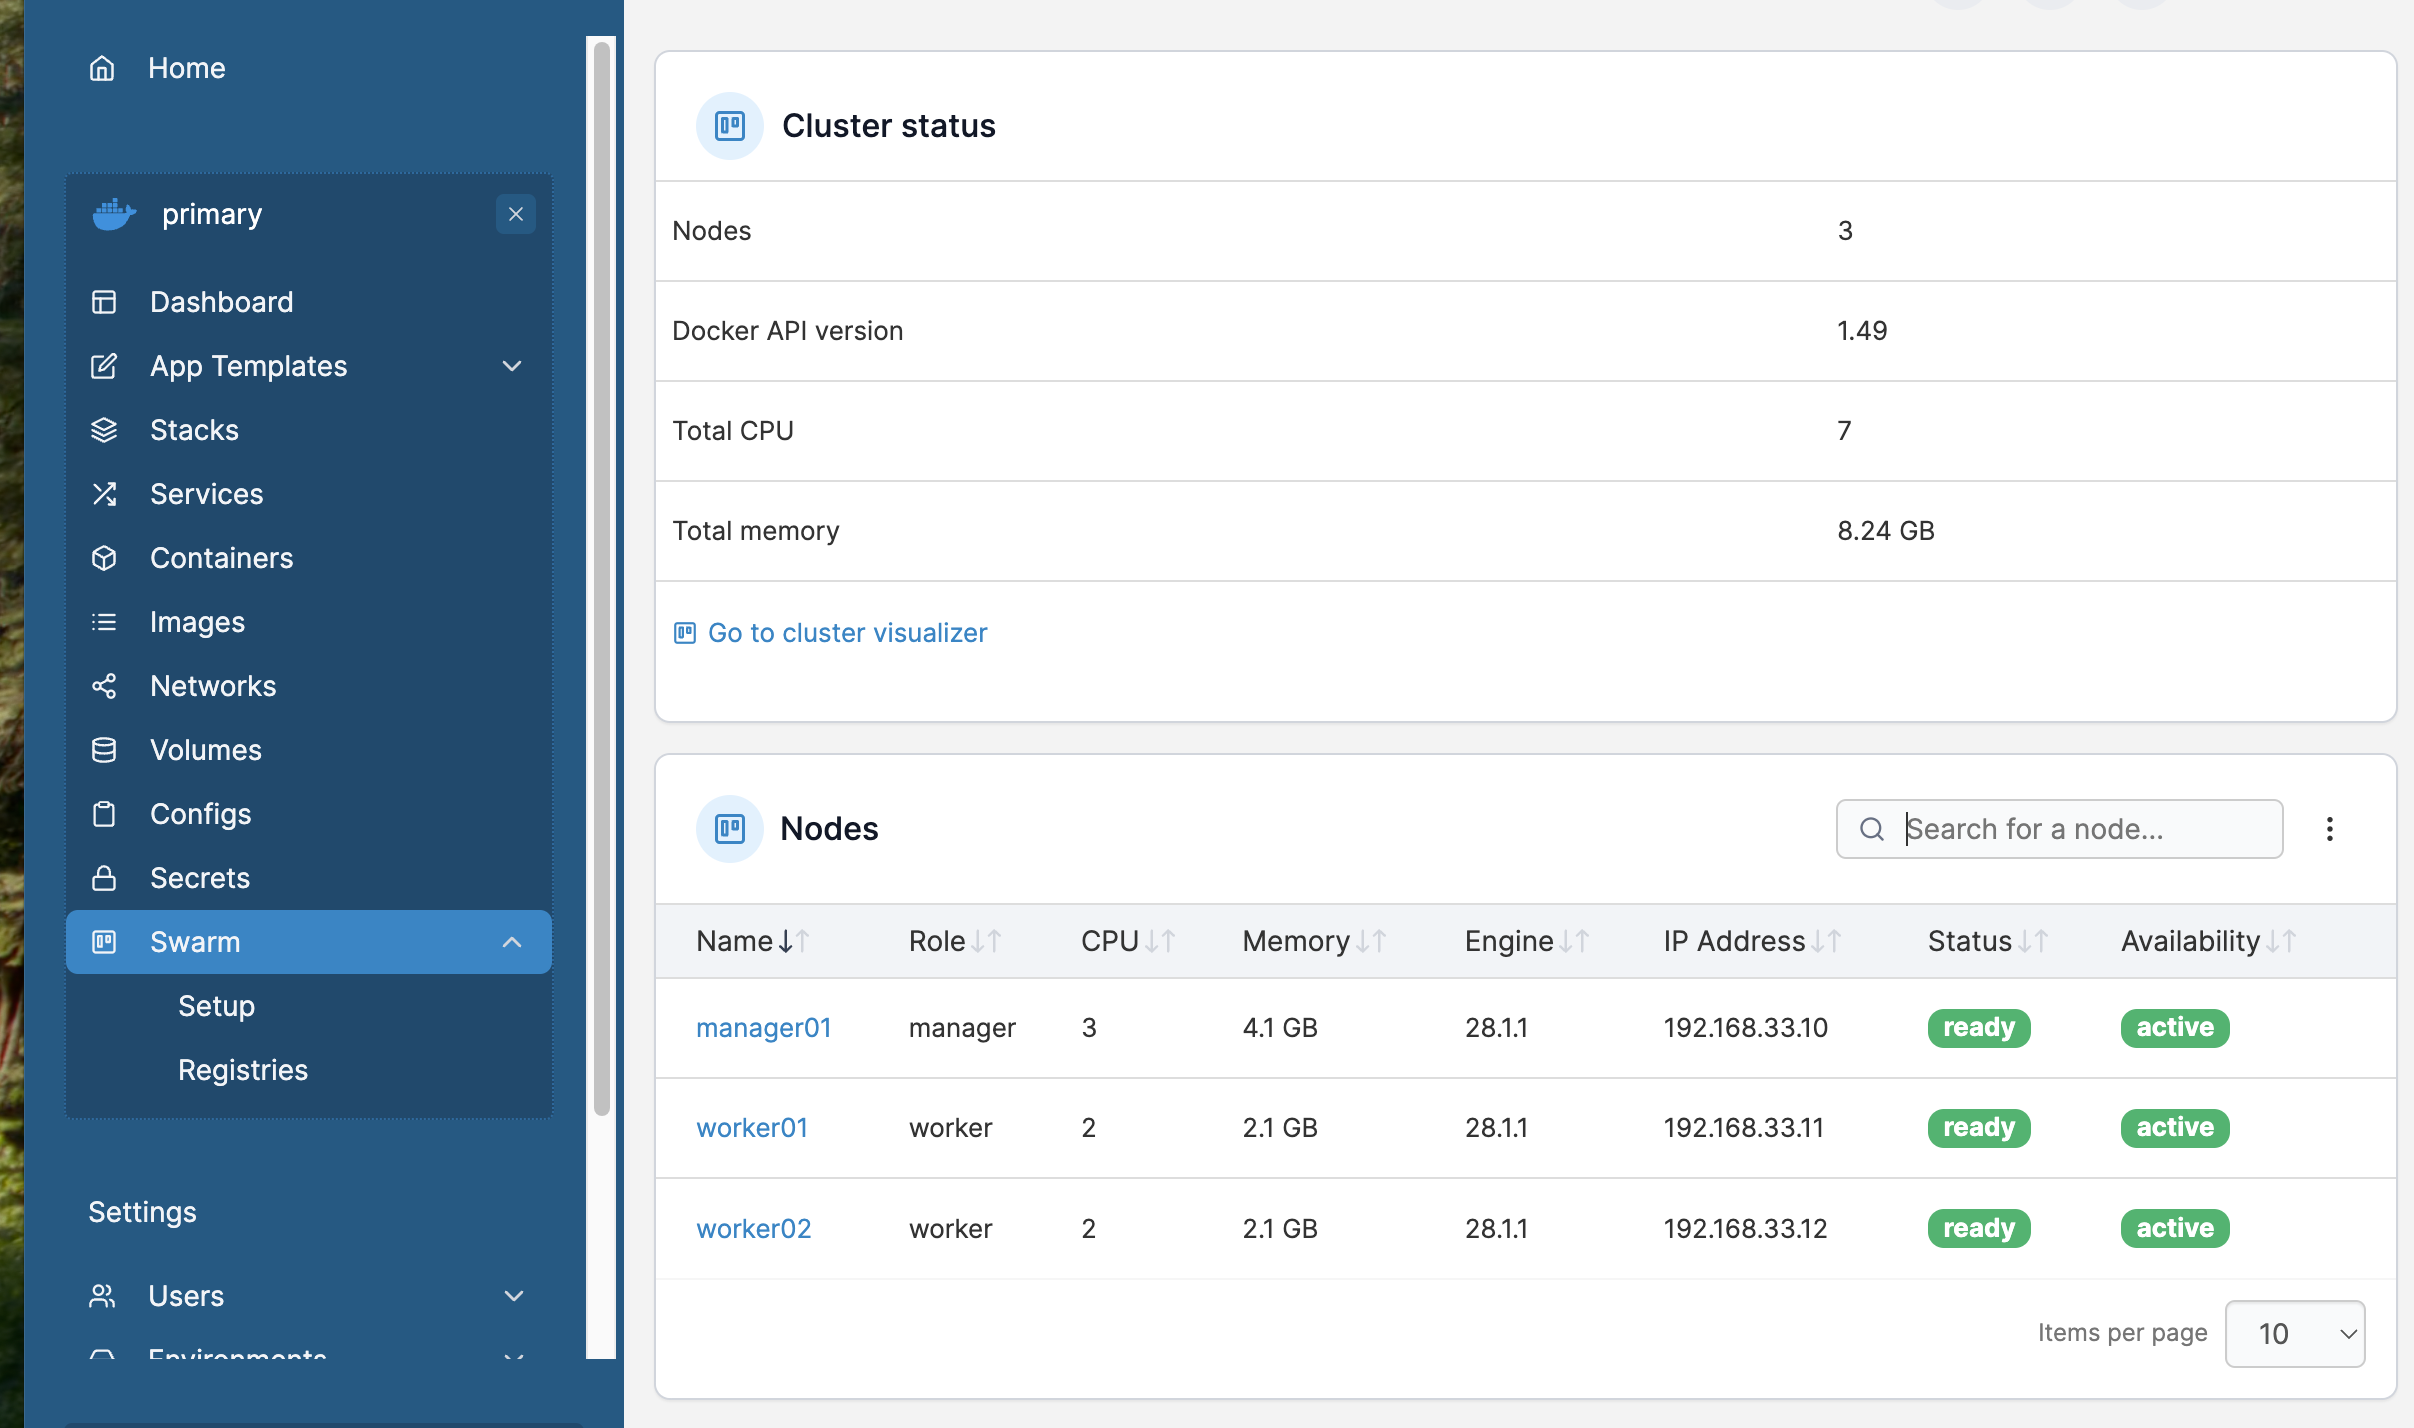 Home
primary
Dashboard
App Templates
Stacks
Services
Containers
Images
Networks
Volumes
Configs
Secrets
Swarm
Setup
Registries
Settings
Users
Environments
Cluster status
Nodes 3
Docker API version 1.49
Total CPU 7
Total memory 8.24 GB
Go to cluster visualizer
Nodes
Search for a node...
Name Role CPU Memory Engine IP Address Status Availability
manager01 manager 3 4.1 GB 28.1.1 192.168.33.10 ready active
worker01 worker 2 2.1 GB 28.1.1 192.168.33.11 ready active
worker02 worker 2 2.1 GB 28.1.1 192.168.33.12 ready active
Items per page 10